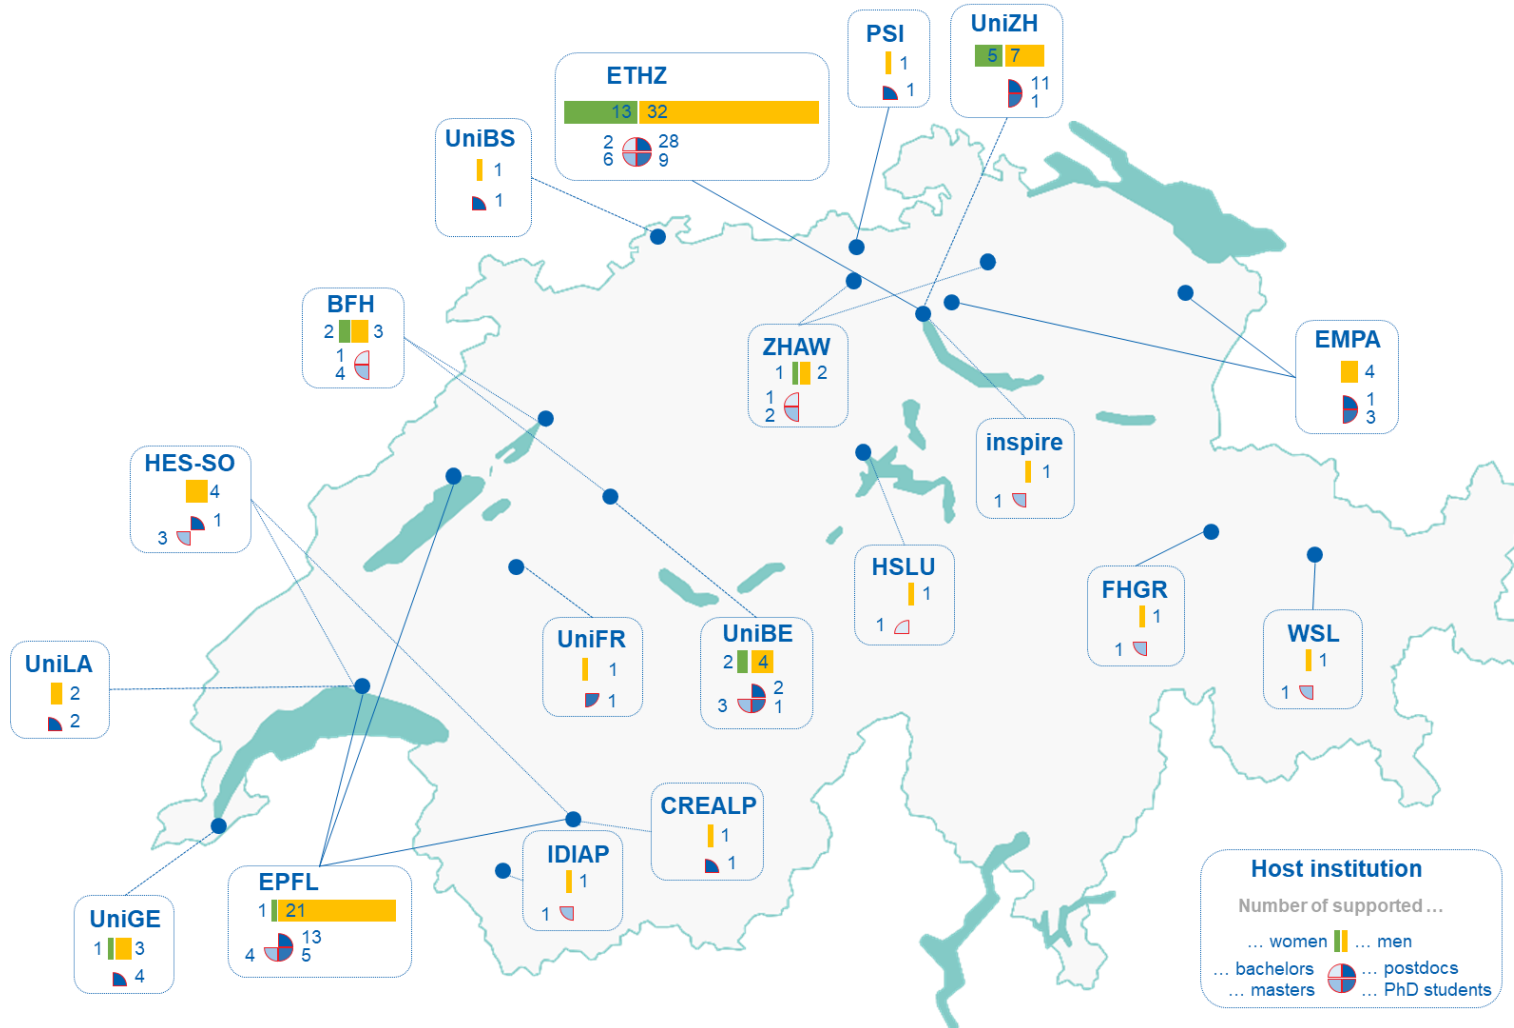 PSI
1
1
UniZH
5 7
11
1
ETHZ
13 32
2 28
6 9
UniBS
1
1
BFH
2 3
1
4
ZHAW
1 2
1
2
EMPA
4
1
3
inspire
1
1
HES-SO
4
1
3
HSLU
1
1
FHGR
1
1
WSL
1
1
UniFR
1
1
UniBE
2 4
2
3 1
UniLA
2
2
CREALP
1
1
IDIAP
1
1
EPFL
1 21
13
4 5
UniGE
1 3
4
Host institution
Number of supported ...
... women ... men
... bachelors ... postdocs
... masters ... PhD students